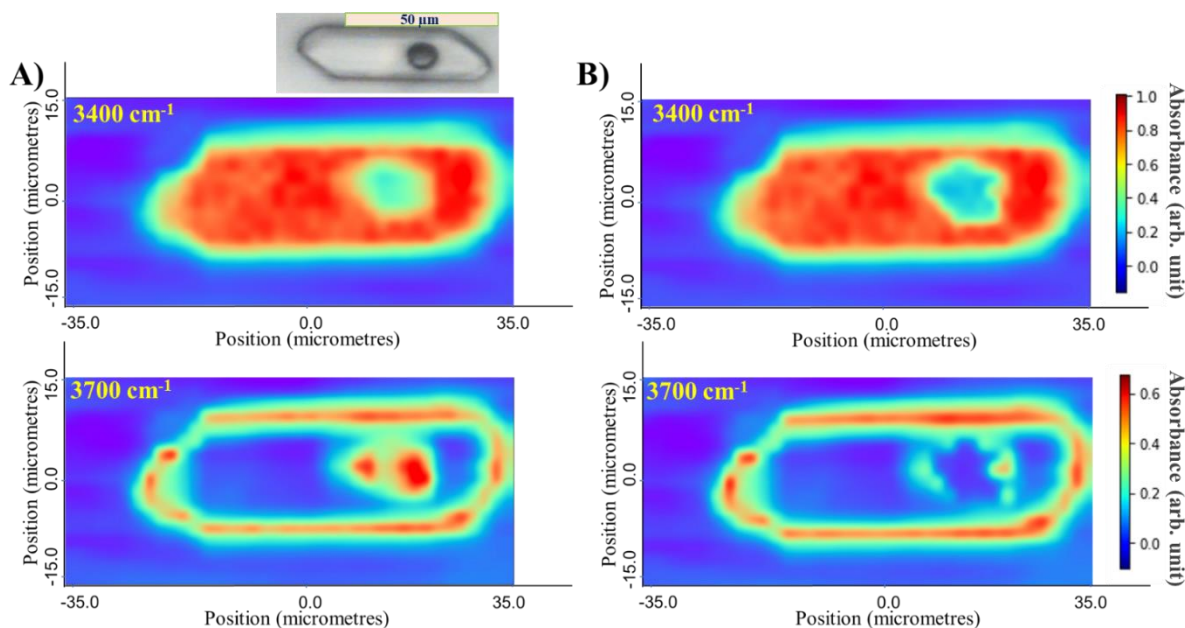 50 µm
A)
B)
3400 cm⁻¹
15.0
0.0
-15.0
Position (micrometres)
-35.0
0.0
35.0
Position (micrometres)
3400 cm⁻¹
15.0
0.0
-15.0
Position (micrometres)
-35.0
0.0
35.0
Position (micrometres)
1.0
0.8
0.6
0.4
0.2
0.0
Absorbance (arb. unit)
3700 cm⁻¹
15.0
0.0
-15.0
Position (micrometres)
-35.0
0.0
35.0
Position (micrometres)
3700 cm⁻¹
15.0
0.0
-15.0
Position (micrometres)
-35.0
0.0
35.0
Position (micrometres)
0.6
0.4
0.2
0.0
Absorbance (arb. unit)